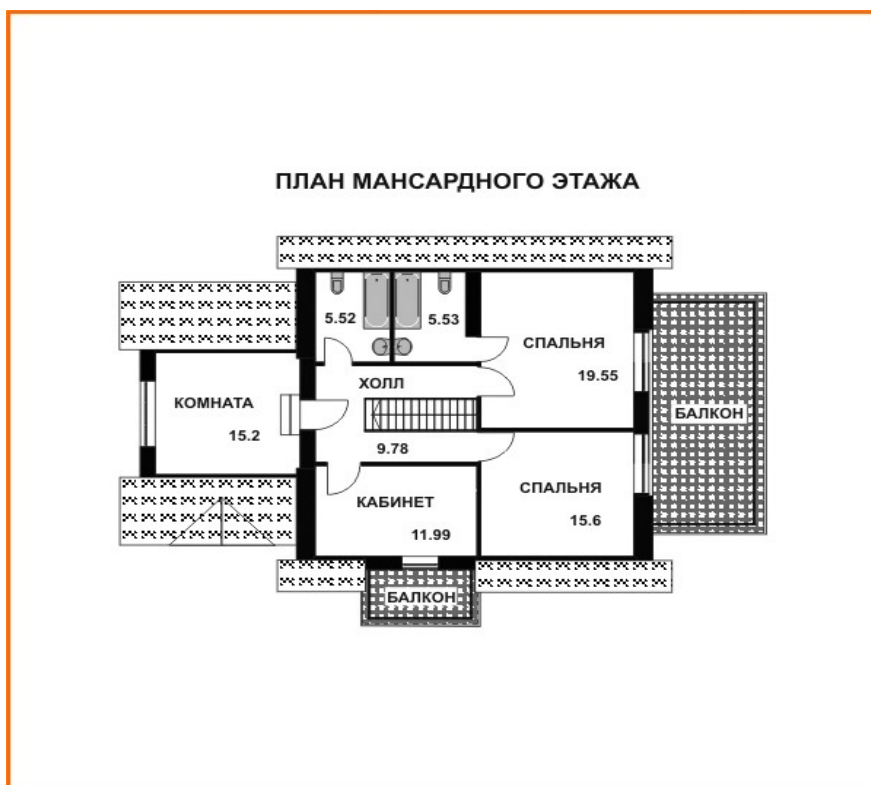 ПЛАН МАНСАРДНОГО ЭТАЖА
5.52
5.53
СПАЛЬНЯ
19.55
ХОЛЛ
КОМНАТА
15.2
БАЛКОН
9.78
СПАЛЬНЯ
15.6
КАБИНЕТ
11.99
БАЛКОН